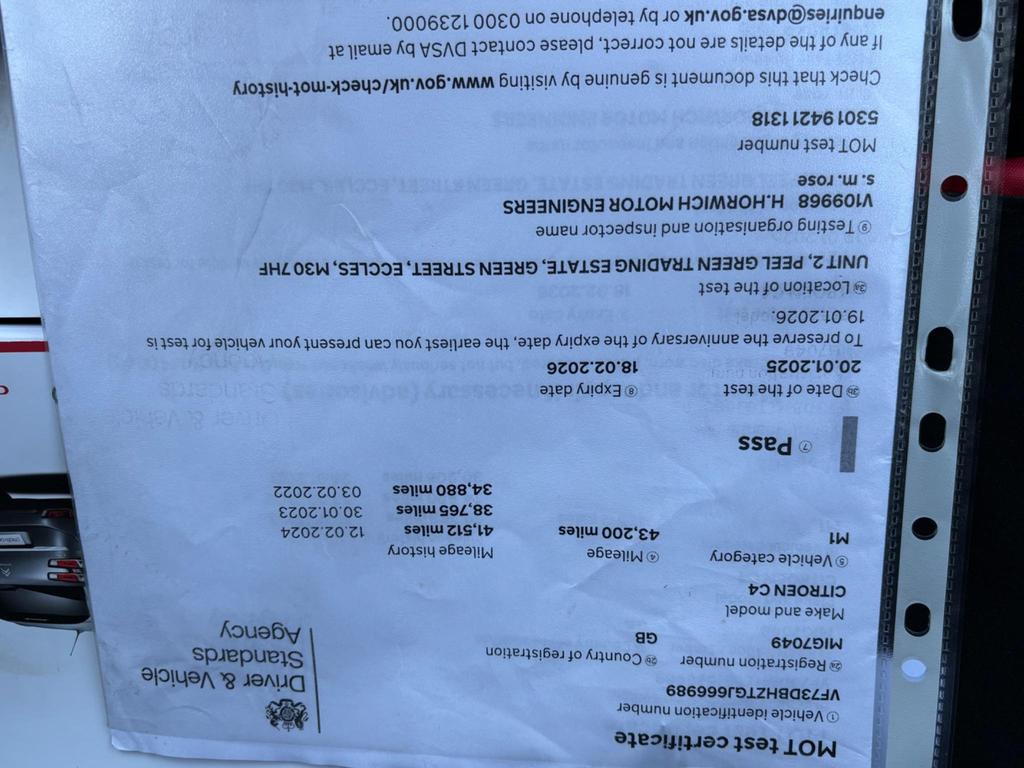 MOT test certificate
① Vehicle identification number
VF73DBHZTGJ666989
2a Registration number
MIG7049
2b Country of registration
GB
Driver & Vehicle
Standards
Agency
Make and model
CITROEN C4
5 Vehicle category
M1
4 Mileage
43,200 miles
Mileage history
41,512 miles 12.02.2024
38,765 miles 30.01.2023
34,880 miles 03.02.2022
7 Pass
3b Date of the test
20.01.2025
8 Expiry date
18.02.2026
To preserve the anniversary of the expiry date, the earliest you can present your vehicle for test is
19.01.2026.
3a Location of the test
UNIT 2, PEEL GREEN TRADING ESTATE, GREEN STREET, ECCLES, M30 7HF
9 Testing organisation and inspector name
V109968 H.HORWICH MOTOR ENGINEERS
s. m. rose
MOT test number
5301 9421 1318
Check that this document is genuine by visiting www.gov.uk/check-mot-history
If any of the details are not correct, please contact DVSA by email at
enquiries@dvsa.gov.uk or by telephone on 0300 1239000.